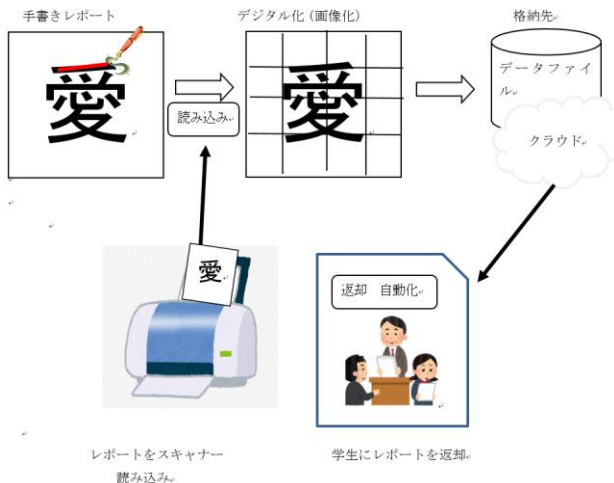 手書きレポート
デジタル化 (画像化)
格納先
愛
読み込み
愛
データファイ
ル
クラウド
愛
返却　自動化
レポートをスキャナー
読み込み
学生にレポートを返却